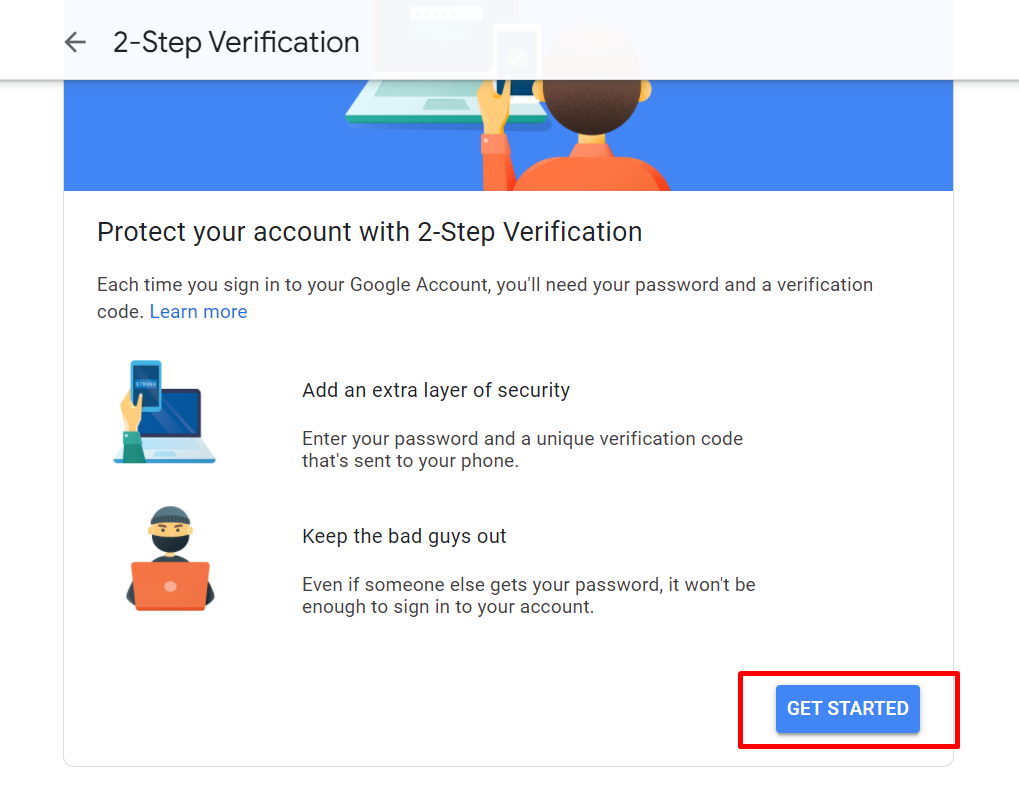 2-Step Verification
Protect your account with 2-Step Verification
Each time you sign in to your Google Account, you'll need your password and a verification
code. Learn more
Add an extra layer of security
Enter your password and a unique verification code
that's sent to your phone.
Keep the bad guys out
Even if someone else gets your password, it won't be
enough to sign in to your account.
GET STARTED